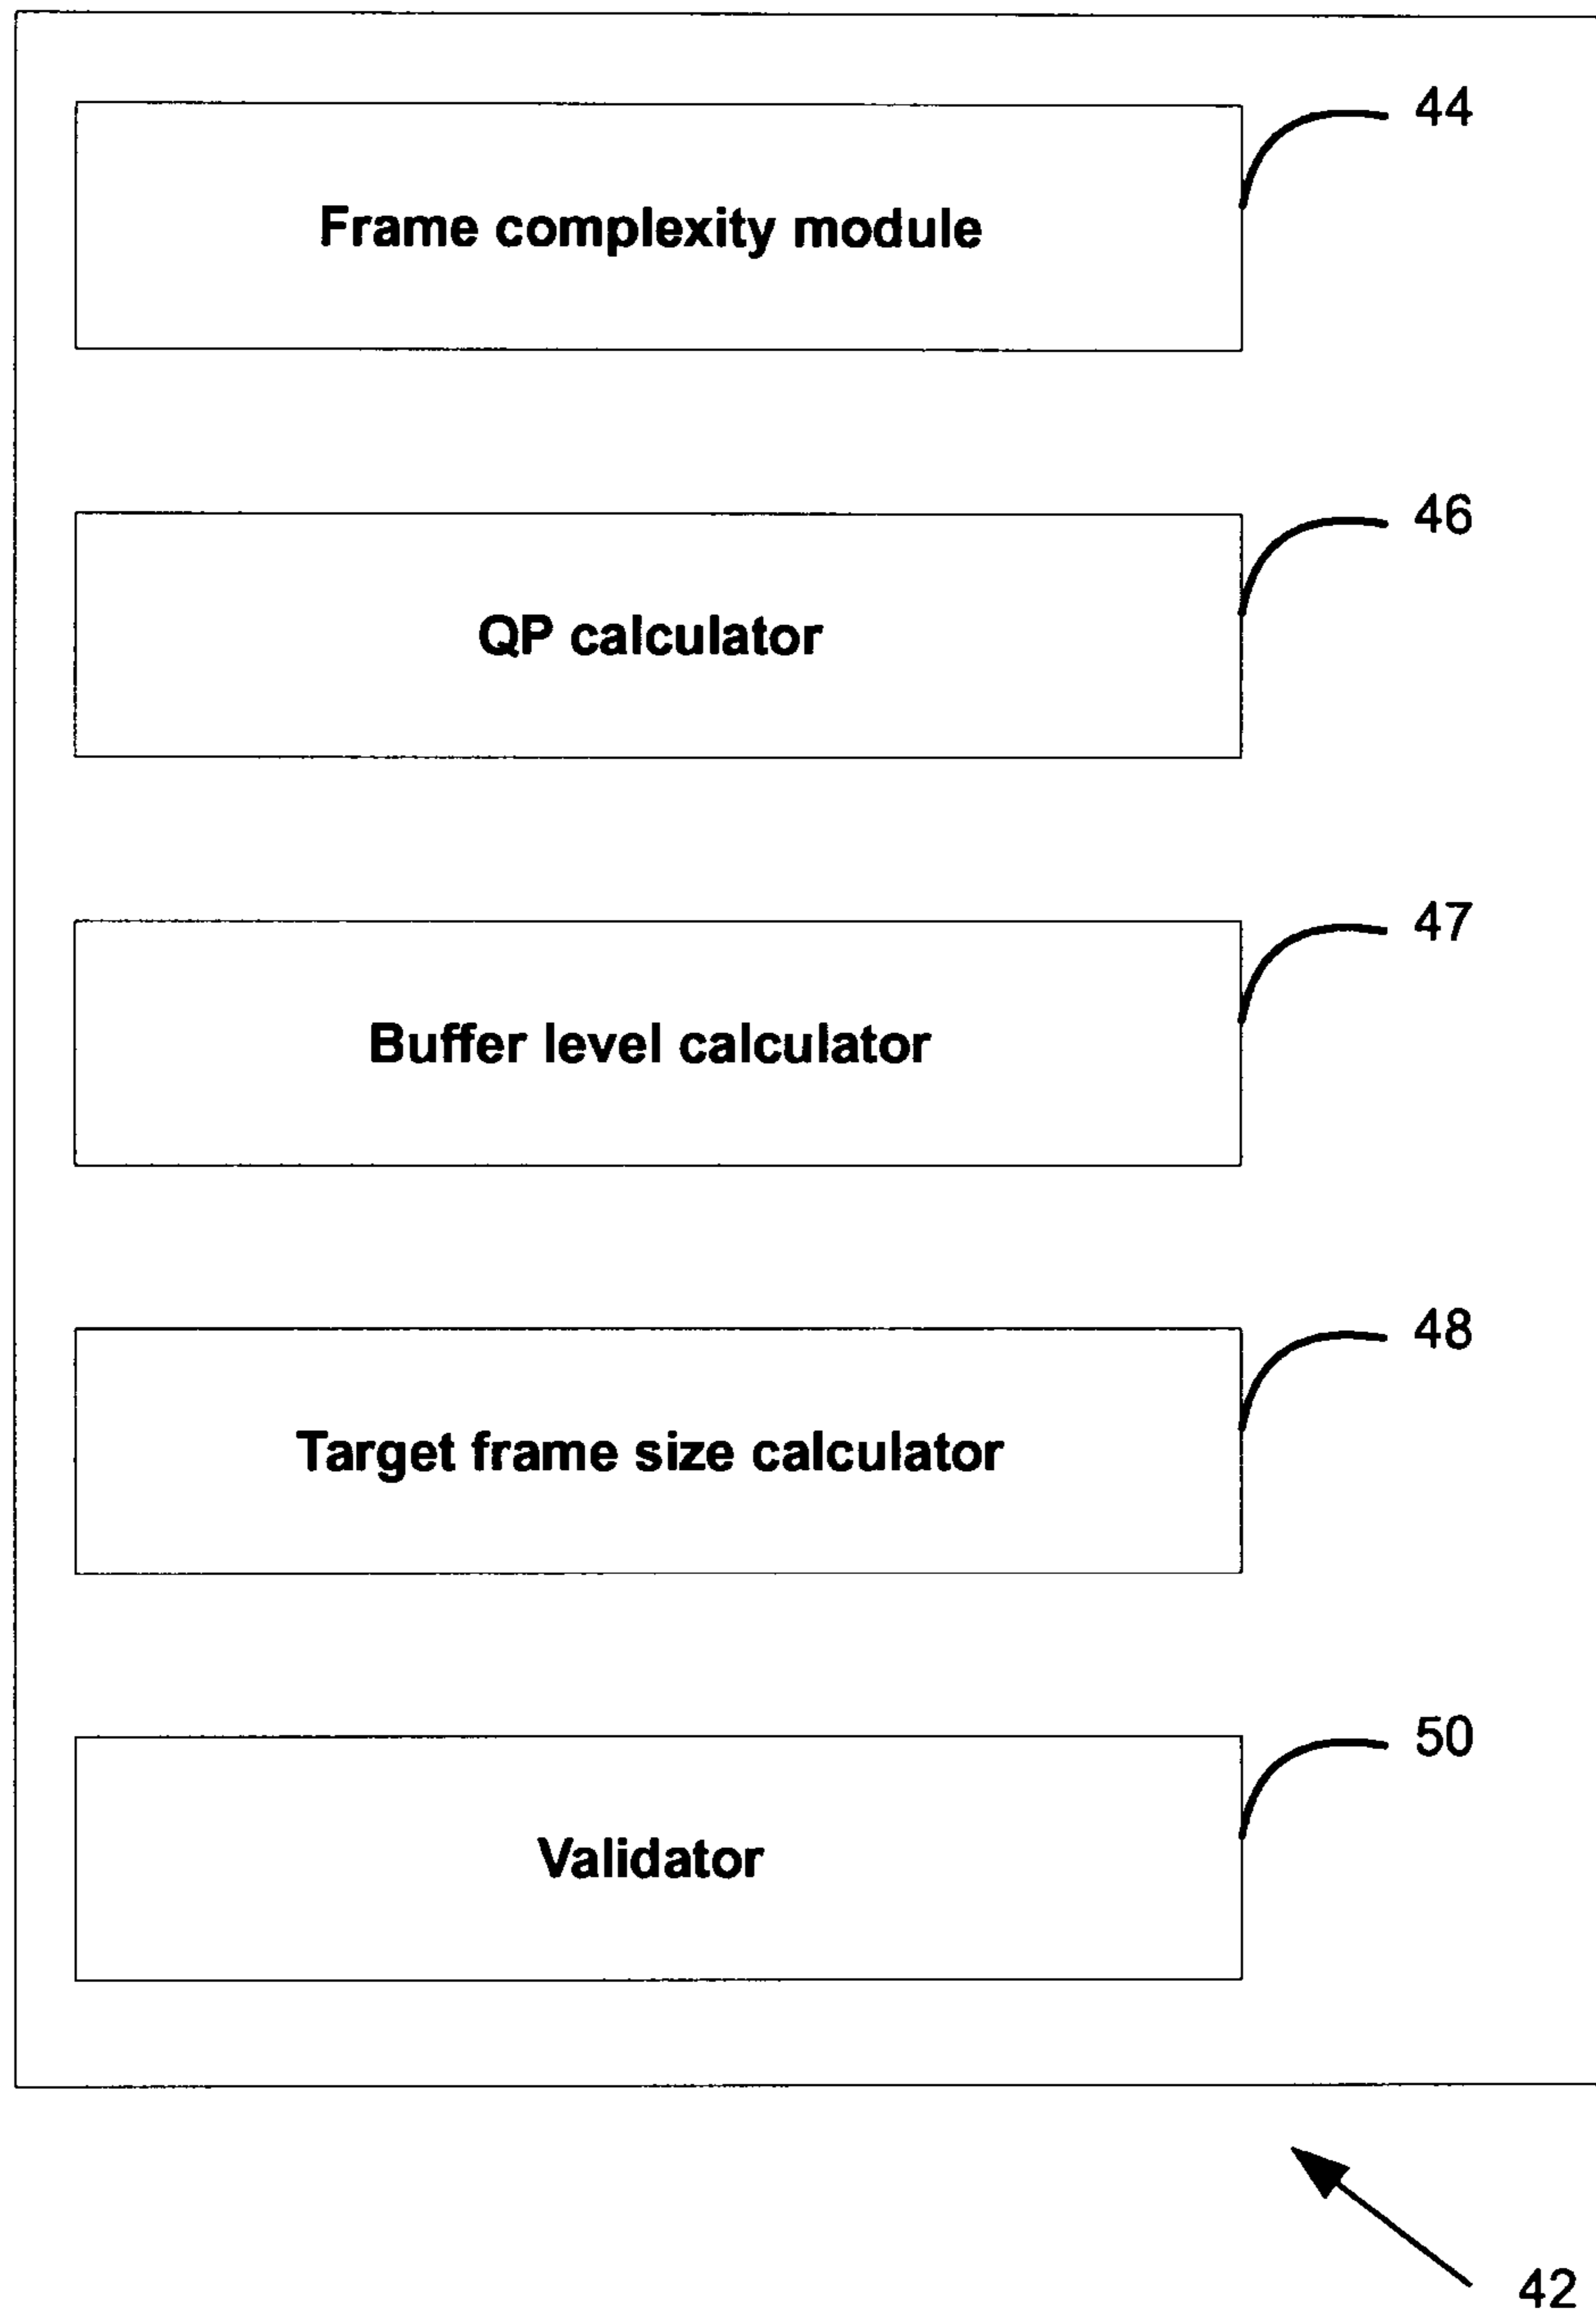 44
Frame complexity module
46
QP calculator
47
Buffer level calculator
48
Target frame size calculator
50
Validator
42